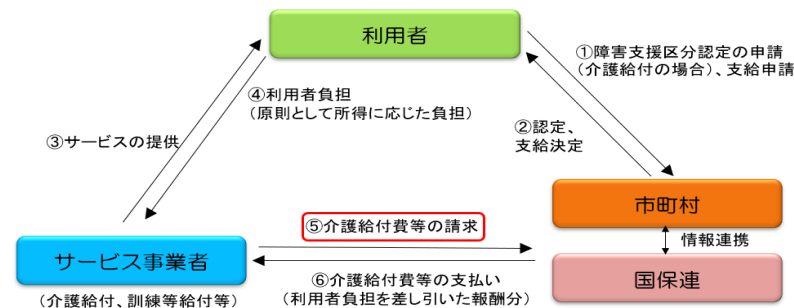 利用者
①障害支援区分認定の申請
（介護給付の場合）、支給申請
④利用者負担
（原則として所得に応じた負担）
②認定、
支給決定
③サービスの提供
市町村
⑤介護給付費等の請求
情報連携
サービス事業者
国保連
⑥介護給付費等の支払い
（利用者負担を差し引いた報酬分）
（介護給付、訓練等給付等）